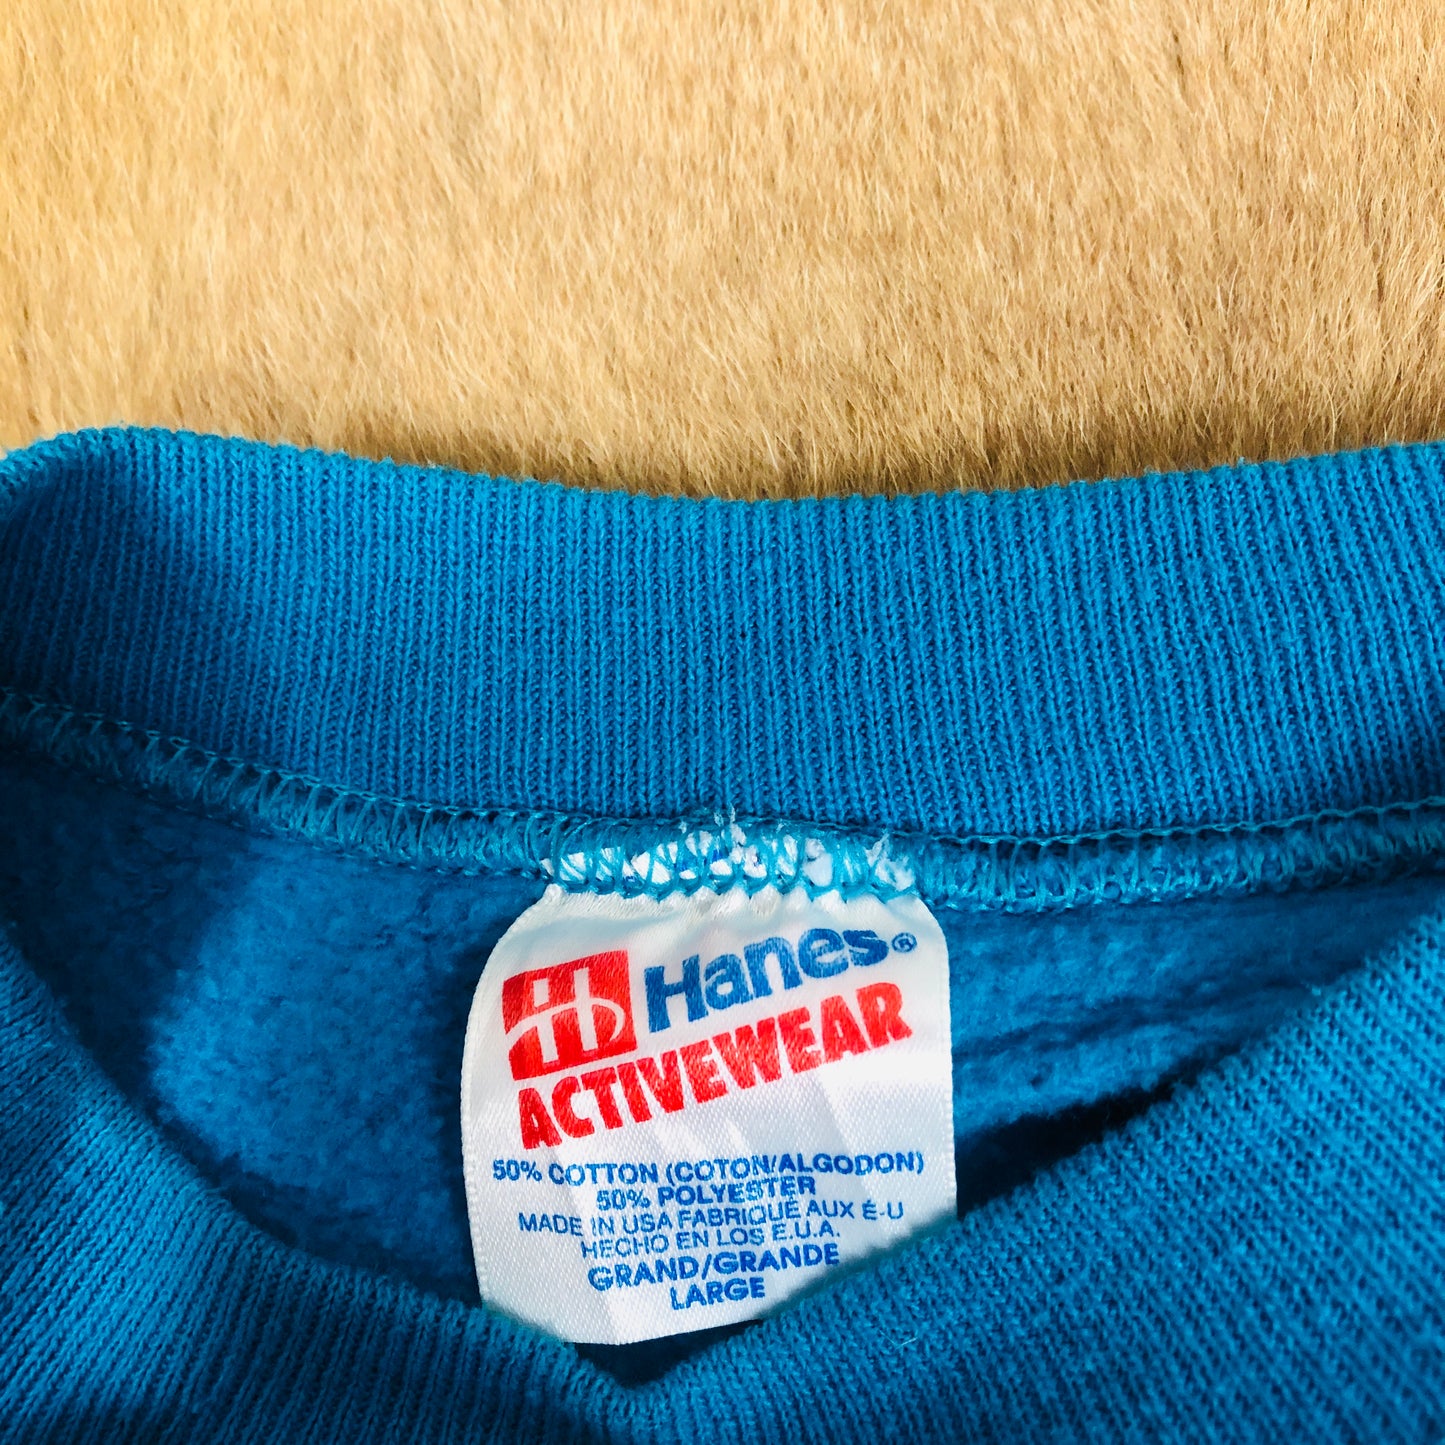 Hanes®
ACTIVEWEAR
50% COTTON (COTON/ALGODON)
50% POLYESTER
MADE IN USA FABRIQUÉ AUX É-U
HECHO EN LOS E.U.A.
GRAND/GRANDE
LARGE